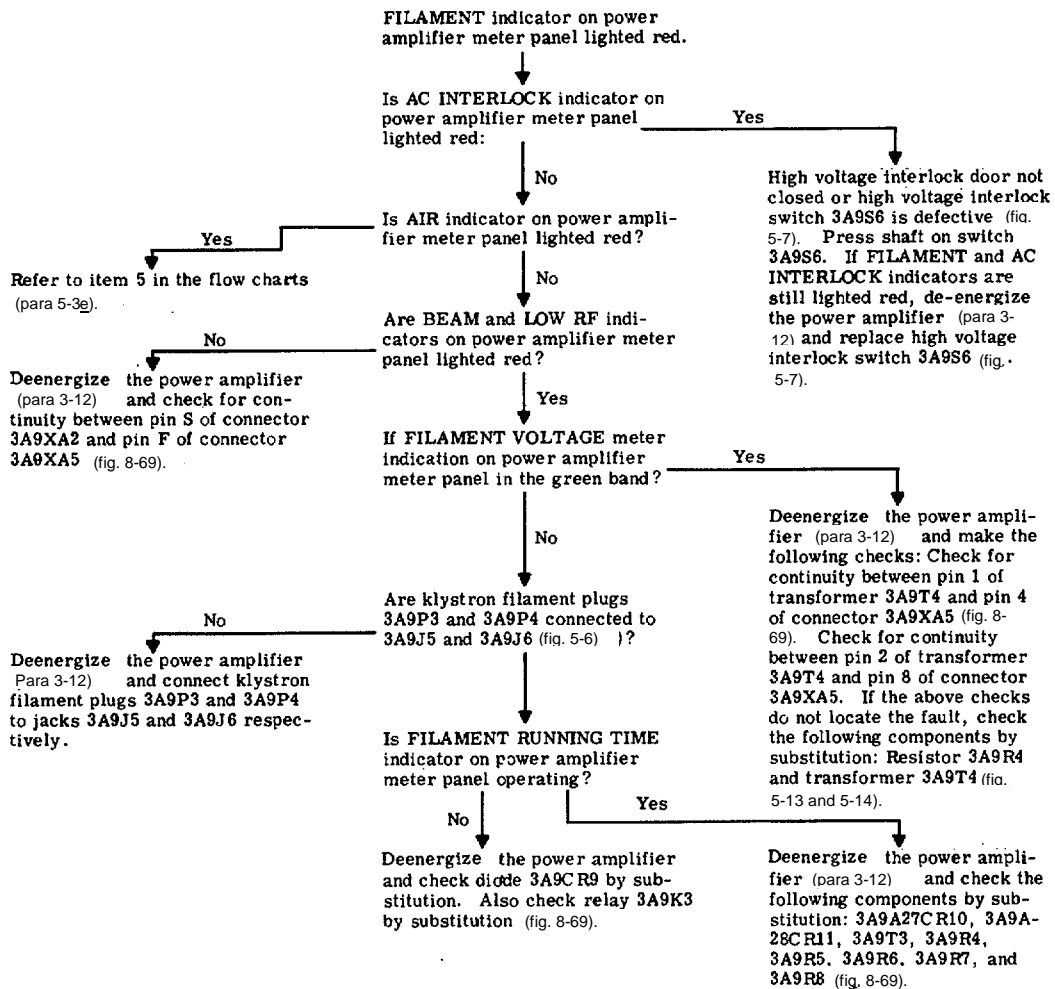 FILAMENT indicator on power
amplifier meter panel lighted red.
Is AC INTERLOCK indicator on
power amplifier meter panel
lighted red:
Yes
No
High voltage interlock door not
closed or high voltage interlock
switch 3A9S6 is defective (fig.
5-7). Press shaft on switch
3A9S6. If FILAMENT and AC
INTERLOCK indicators are
still lighted red, de-energize
the power amplifier (para 3-
12) and replace high voltage
interlock switch 3A9S6 (fig.
5-7).
Is AIR indicator on power ampli-
fier meter panel lighted red?
Yes
Refer to item 5 in the flow charts
(para 5-3e).
No
Are BEAM and LOW RF indi-
cators on power amplifier meter
panel lighted red?
No
Deenergize the power amplifier
(para 3-12) and check for con-
tinuity between pin S of connector
3A9XA2 and pin F of connector
3A9XA5 (fig. 8-69).
Yes
If FILAMENT VOLTAGE meter
indication on power amplifier
meter panel in the green band?
Yes
Deenergize the power ampli-
fier (para 3-12) and make the
following checks: Check for
continuity between pin 1 of
transformer 3A9T4 and pin 4
of connector 3A9XA5 (fig. 8-
69). Check for continuity
between pin 2 of transformer
3A9T4 and pin 8 of connector
3A9XA5. If the above checks
do not locate the fault, check
the following components by
substitution: Resistor 3A9R4
and transformer 3A9T4 (fig.
5-13 and 5-14).
No
Are klystron filament plugs
3A9P3 and 3A9P4 connected to
3A9J5 and 3A9J6 (fig. 5-6) )?
No
Deenergize the power amplifier
Para 3-12) and connect klystron
filament plugs 3A9P3 and 3A9P4
to jacks 3A9J5 and 3A9J6 respec-
tively.
Is FILAMENT RUNNING TIME
indicator on power amplifier
meter panel operating?
No
Yes
Deenergize the power amplifier
and check diode 3A9CR9 by sub-
stitution. Also check relay 3A9K3
by substitution (fig. 8-69).
Deenergize the power ampli-
fier (para 3-12) and check the
following components by sub-
stitution: 3A9A27CR10, 3A9A-
28CR11, 3A9T3, 3A9R4,
3A9R5. 3A9R6. 3A9R7, and
3A9R8 (fig. 8-69).